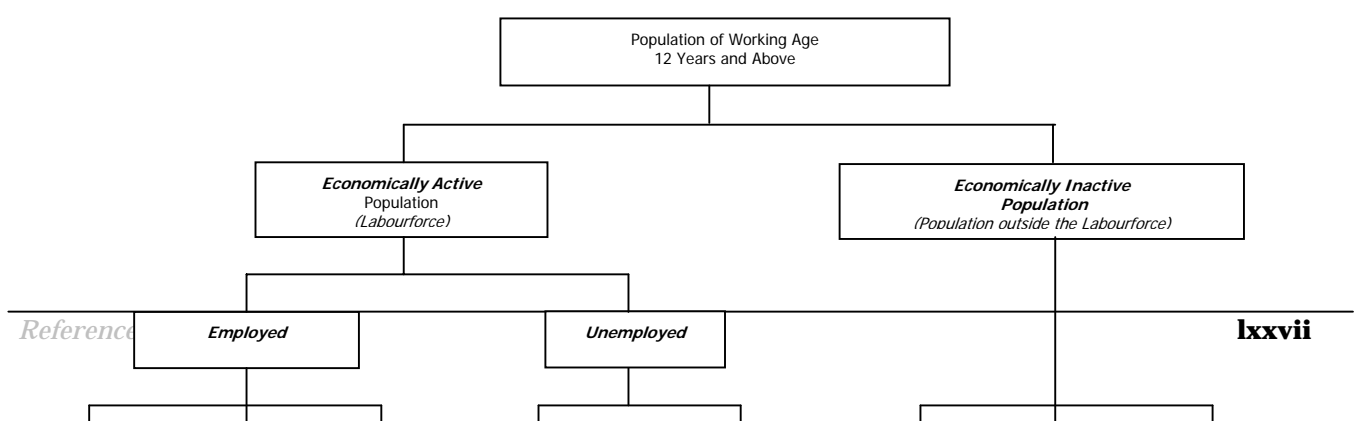 Population of Working Age
12 Years and Above
Economically Active
Population
(Labourforce)
Economically Inactive
Population
(Population outside the Labourforce)
Reference
Employed
Unemployed
lxxvii